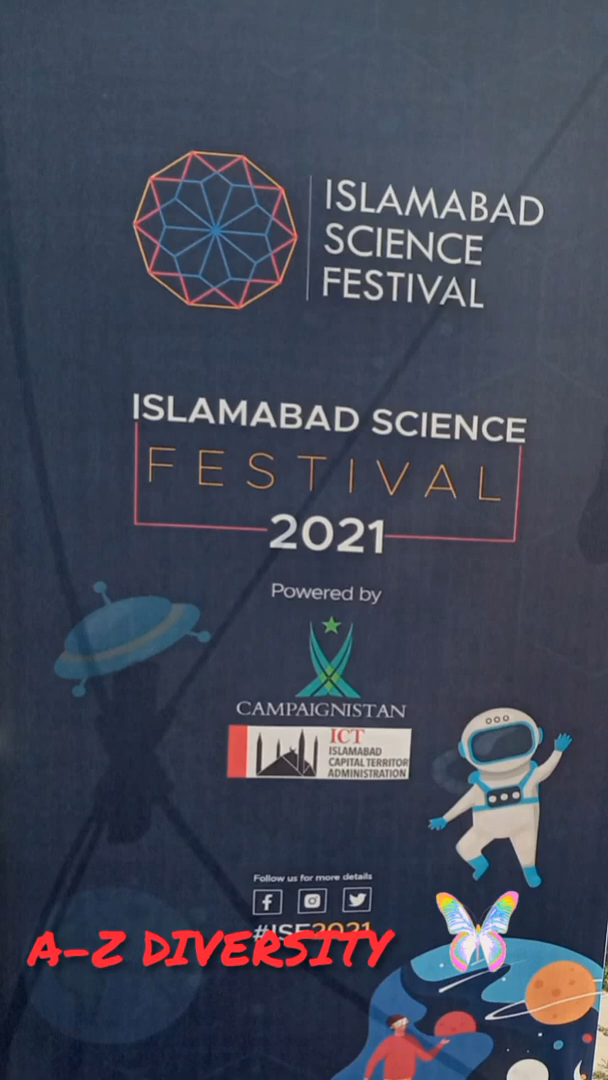 ISLAMABAD
SCIENCE
FESTIVAL
ISLAMABAD SCIENCE
FESTIVAL
2021
Powered by
CAMPAIGNISTAN
ICT
ISLAMABAD
CAPITAL TERRITOR
ADMINISTRATION
Follow us for more details
#ISF2021
A-Z DIVERSITY